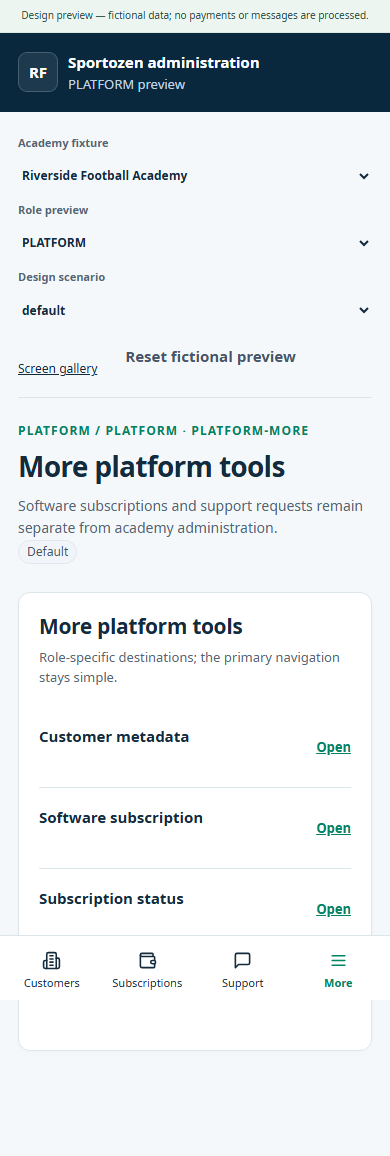 Design preview — fictional data; no payments or messages are processed.
RF
Sportozen administration
PLATFORM preview
Academy fixture
Riverside Football Academy
Role preview
PLATFORM
Design scenario
default
Screen gallery
Reset fictional preview
PLATFORM / PLATFORM · PLATFORM-MORE
More platform tools
Software subscriptions and support requests remain
separate from academy administration.
Default
More platform tools
Role-specific destinations; the primary navigation
stays simple.
Customer metadata
Open
Software subscription
Open
Subscription status
Open
Customers
Subscriptions
Support
More